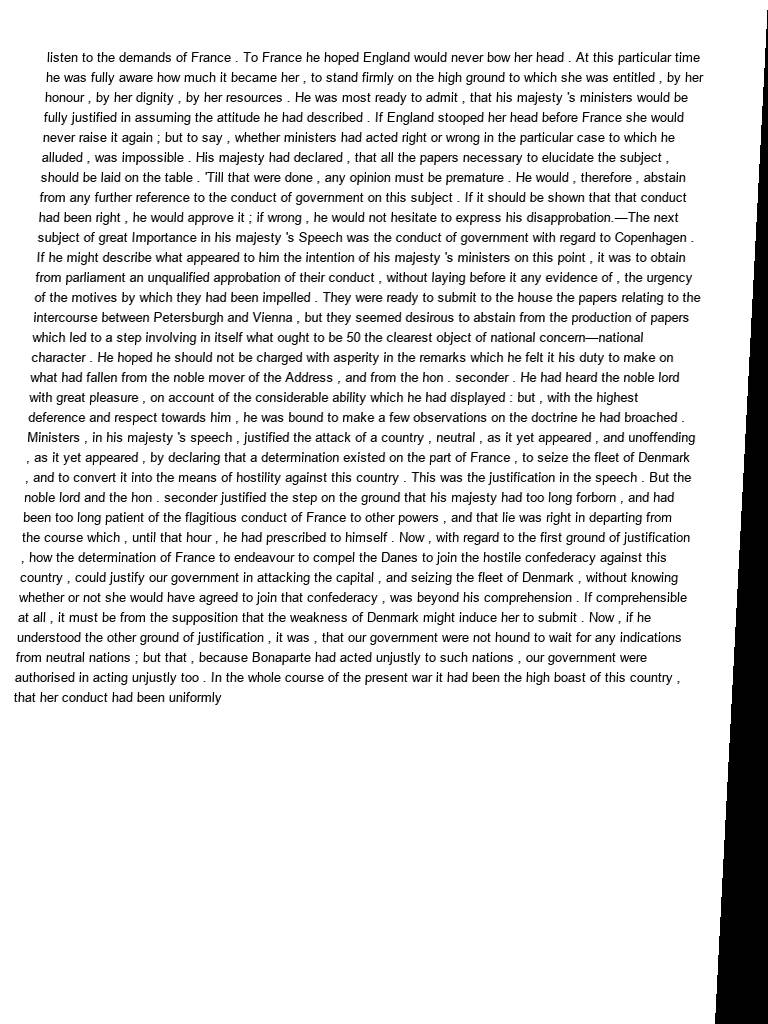 listen to the demands of France . To France he hoped England would never bow her head . At this particular time
he was fully aware how much it became her , to stand firmly on the high ground to which she was entitled , by her
honour , by her dignity , by her resources . He was most ready to admit , that his majesty 's ministers would be
fully justified in assuming the attitude he had described . If England stooped her head before France she would
never raise it again ; but to say , whether ministers had acted right or wrong in the particular case to which he
alluded , was impossible . His majesty had declared , that all the papers necessary to elucidate the subject ,
should be laid on the table . 'Till that were done , any opinion must be premature . He would , therefore , abstain
from any further reference to the conduct of government on this subject . If it should be shown that that conduct
had been right , he would approve it ; if wrong , he would not hesitate to express his disapprobation.—The next
subject of great Importance in his majesty 's Speech was the conduct of government with regard to Copenhagen .
If he might describe what appeared to him the intention of his majesty 's ministers on this point , it was to obtain
from parliament an unqualified approbation of their conduct , without laying before it any evidence of , the urgency
of the motives by which they had been impelled . They were ready to submit to the house the papers relating to the
intercourse between Petersburgh and Vienna , but they seemed desirous to abstain from the production of papers
which led to a step involving in itself what ought to be 50 the clearest object of national concern—national
character . He hoped he should not be charged with asperity in the remarks which he felt it his duty to make on
what had fallen from the noble mover of the Address , and from the hon . seconder . He had heard the noble lord
with great pleasure , on account of the considerable ability which he had displayed : but , with the highest
deference and respect towards him , he was bound to make a few observations on the doctrine he had broached .
Ministers , in his majesty 's speech , justified the attack of a country , neutral , as it yet appeared , and unoffending
, as it yet appeared , by declaring that a determination existed on the part of France , to seize the fleet of Denmark
, and to convert it into the means of hostility against this country . This was the justification in the speech . But the
noble lord and the hon . seconder justified the step on the ground that his majesty had too long forborn , and had
been too long patient of the flagitious conduct of France to other powers , and that lie was right in departing from
the course which , until that hour , he had prescribed to himself . Now , with regard to the first ground of justification
, how the determination of France to endeavour to compel the Danes to join the hostile confederacy against this
country , could justify our government in attacking the capital , and seizing the fleet of Denmark , without knowing
whether or not she would have agreed to join that confederacy , was beyond his comprehension . If comprehensible
at all , it must be from the supposition that the weakness of Denmark might induce her to submit . Now , if he
understood the other ground of justification , it was , that our government were not hound to wait for any indications
from neutral nations ; but that , because Bonaparte had acted unjustly to such nations , our government were
authorised in acting unjustly too . In the whole course of the present war it had been the high boast of this country ,
that her conduct had been uniformly